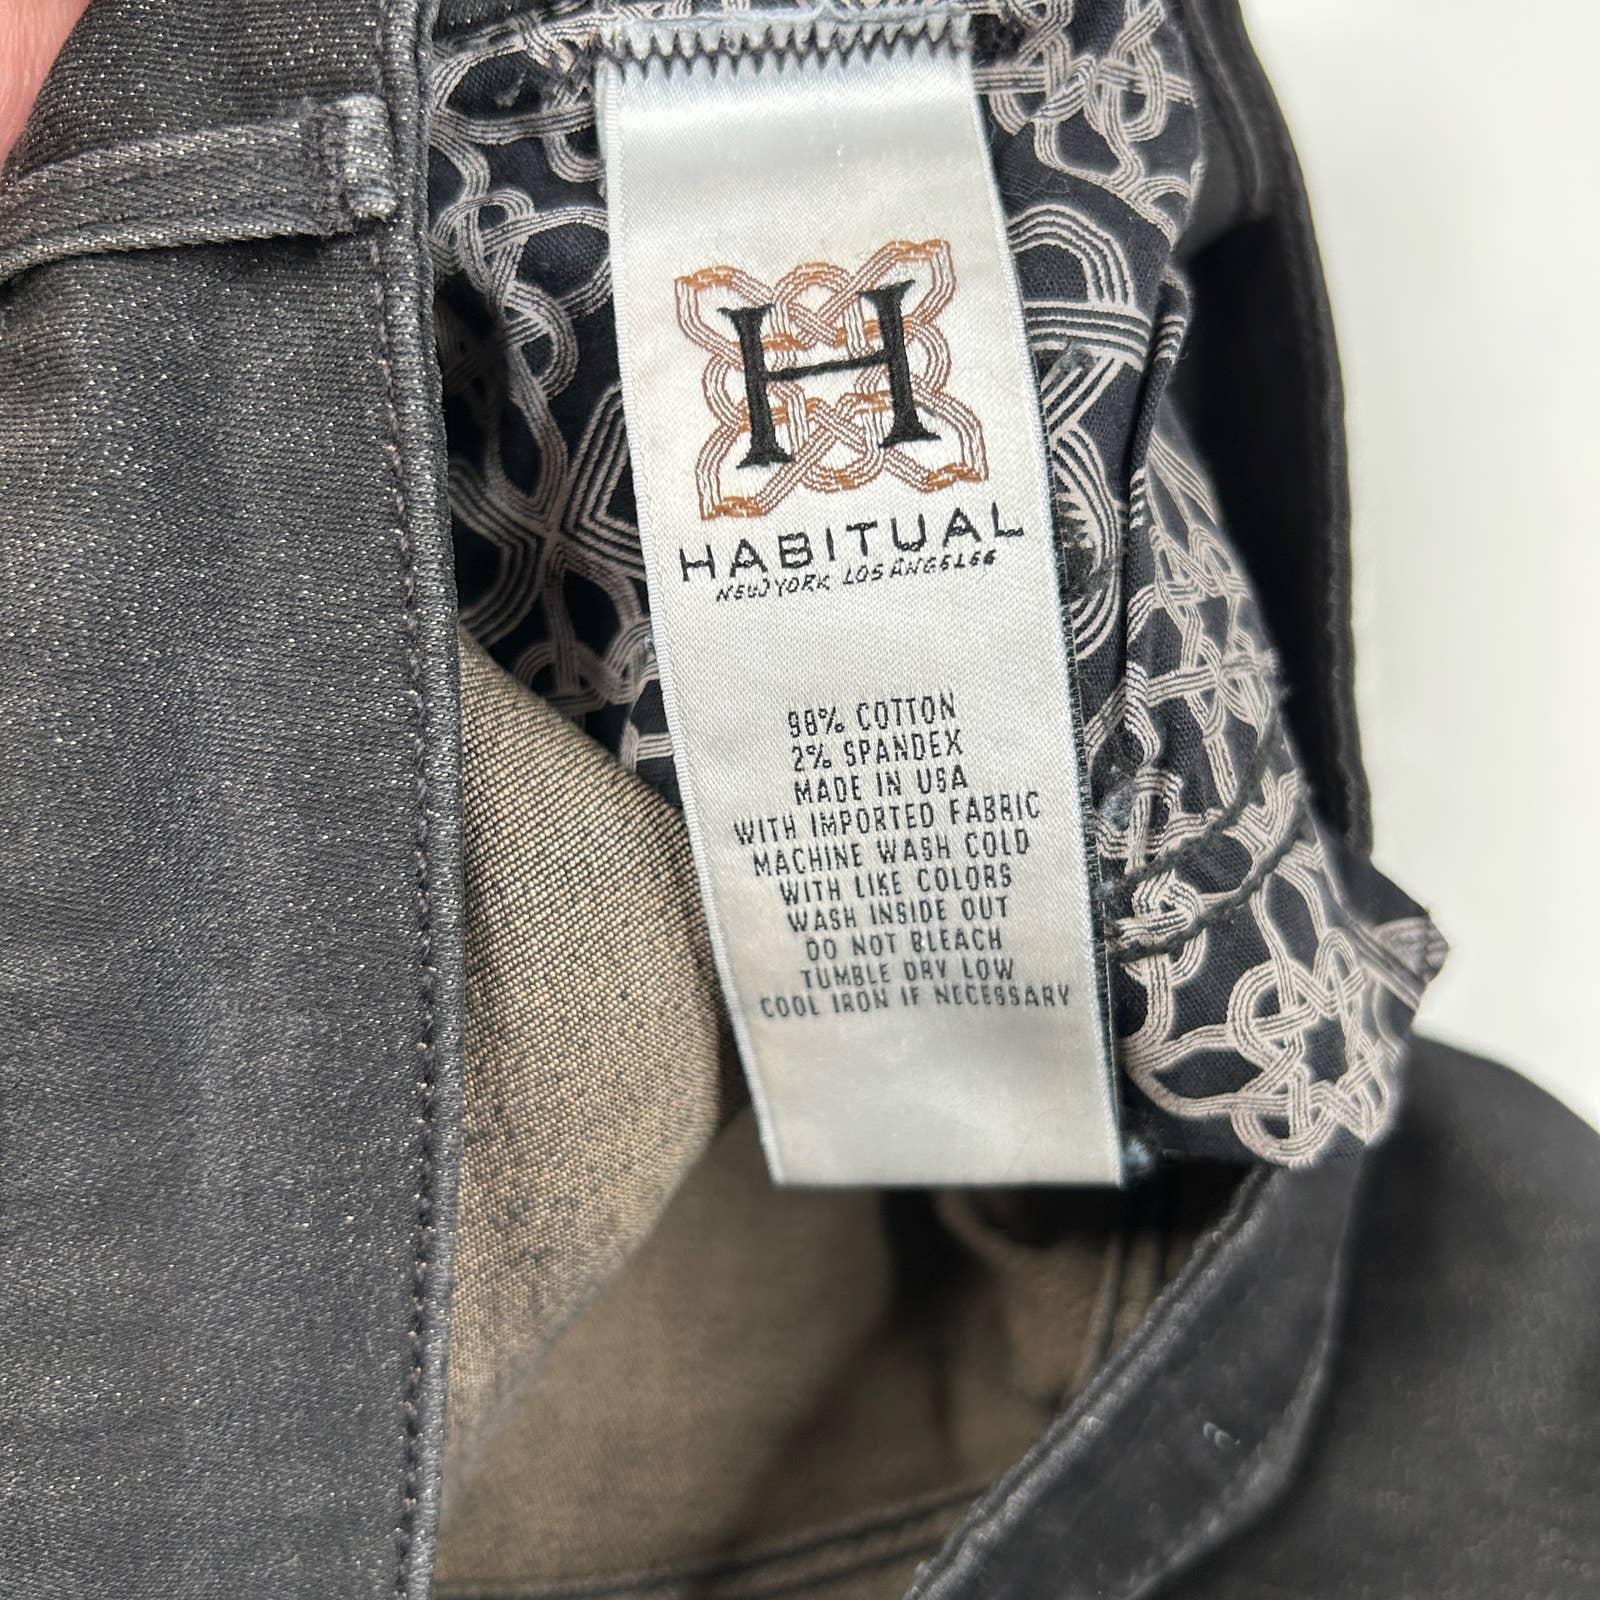 H
HABITUAL
NEW YORK LOS ANGELES
98% COTTON
2% SPANDEX
MADE IN USA
WITH IMPORTED FABRIC
MACHINE WASH COLD
WITH LIKE COLORS
WASH INSIDE OUT
DO NOT BLEACH
TUMBLE DRY LOW
COOL IRON IF NECESSARY